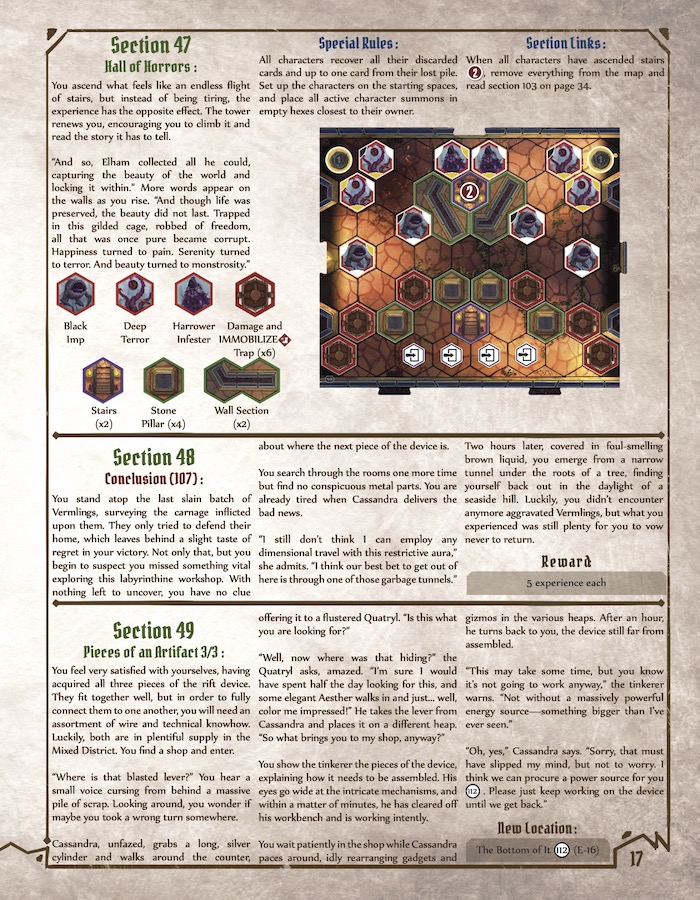 Section 47
Hall of Horrors :
You ascend what feels like an endless flight
of stairs, but instead of being tiring, the
experience has the opposite effect. The tower
renews you, encouraging you to climb it and
read the story it has to tell.
“And so, Elham collected all he could,
capturing the beauty of the world and
locking it within.” More words appear on
the walls as you rise. “And though life was
preserved, the beauty did not last. Trapped
in this gilded cage, robbed of freedom,
all that was once pure became corrupt.
Happiness turned to pain. Serenity turned
to terror. And beauty turned to monstrosity.”
Black
Imp
Deep
Terror
Harrower
Infester
Damage and
IMMOBILIZE
Trap (x6)
Stairs
(x2)
Stone
Pillar (x4)
Wall Section
(x2)
Special Rules :
All characters recover all their discarded
cards and up to one card from their lost pile.
Set up the characters on the starting spaces,
and place all active character summons in
empty hexes closest to their owner.
Section Links :
When all characters have ascended stairs
2, remove everything from the map and
read section 103 on page 34.
1
1
2
Section 48
Conclusion (107) :
You stand atop the last slain batch of
Vermlings, surveying the carnage inflicted
upon them. They only tried to defend their
home, which leaves behind a slight taste of
regret in your victory. Not only that, but you
begin to suspect you missed something vital
exploring this labyrinthine workshop. With
nothing left to uncover, you have no clue
about where the next piece of the device is.
You search through the rooms one more time
but find no conspicuous metal parts. You are
already tired when Cassandra delivers the
bad news.
“I still don’t think I can employ any
dimensional travel with this restrictive aura,”
she admits. “I think our best bet to get out of
here is through one of those garbage tunnels.”
Two hours later, covered in foul-smelling
brown liquid, you emerge from a narrow
tunnel under the roots of a tree, finding
yourself back out in the daylight of a
seaside hill. Luckily, you didn’t encounter
anymore aggravated Vermlings, but what you
experienced was still plenty for you to vow
never to return.
Reward
5 experience each
Section 49
Pieces of an Artifact 3/3 :
You feel very satisfied with yourselves, having
acquired all three pieces of the rift device.
They fit together well, but in order to fully
connect them to one another, you will need an
assortment of wire and technical knowhow.
Luckily, both are in plentiful supply in the
Mixed District. You find a shop and enter.
“Where is that blasted lever?” You hear a
small voice cursing from behind a massive
pile of scrap. Looking around, you wonder if
maybe you took a wrong turn somewhere.
Cassandra, unfazed, grabs a long, silver
cylinder and walks around the counter,
offering it to a flustered Quatryl. “Is this what
you are looking for?”
“Well, now where was that hiding?” the
Quatryl asks, amazed. “I’m sure I would
have spent half the day looking for this, and
some elegant Aesther walks in and just... well,
color me impressed!” He takes the lever from
Cassandra and places it on a different heap.
“So what brings you to my shop, anyway?”
You show the tinkerer the pieces of the device,
explaining how it needs to be assembled. His
eyes go wide at the intricate mechanisms, and
within a matter of minutes, he has cleared off
his workbench and is working intently.
You wait patiently in the shop while Cassandra
paces around, idly rearranging gadgets and
gizmos in the various heaps. After an hour,
he turns back to you, the device still far from
assembled.
“This may take some time, but you know
it’s not going to work anyway,” the tinkerer
warns. “Not without a massively powerful
energy source—something bigger than I’ve
ever seen.”
“Oh, yes,” Cassandra says. “Sorry, that must
have slipped my mind, but not to worry. I
think we can procure a power source for you
112. Please just keep working on the device
until we get back.”
New Location :
The Bottom of It 112 (E-16)
17